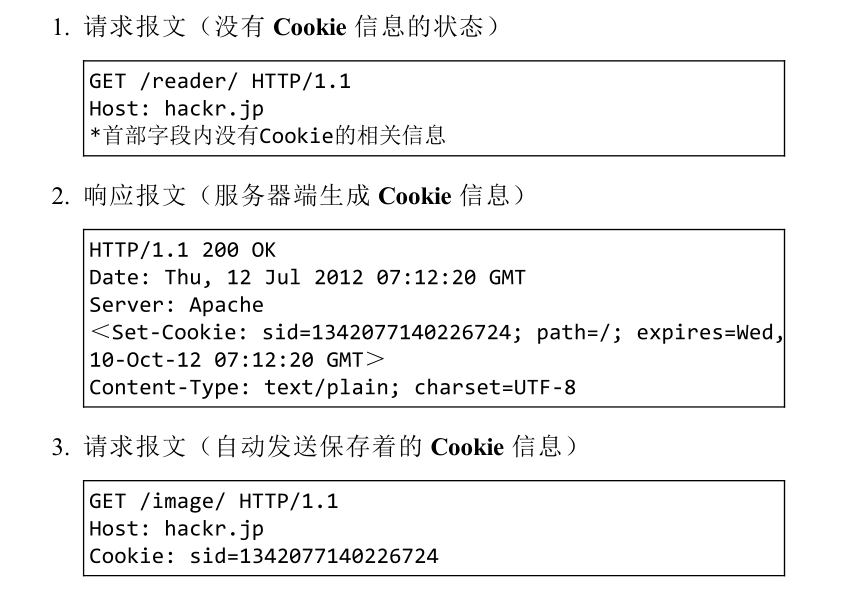 1. 请求报文（没有 Cookie 信息的状态）
GET /reader/ HTTP/1.1
Host: hackr.jp
*首部字段内没有Cookie的相关信息
2. 响应报文（服务器端生成 Cookie 信息）
HTTP/1.1 200 OK
Date: Thu, 12 Jul 2012 07:12:20 GMT
Server: Apache
＜Set-Cookie: sid=1342077140226724; path=/; expires=Wed,
10-Oct-12 07:12:20 GMT＞
Content-Type: text/plain; charset=UTF-8
3. 请求报文（自动发送保存着的 Cookie 信息）
GET /image/ HTTP/1.1
Host: hackr.jp
Cookie: sid=1342077140226724